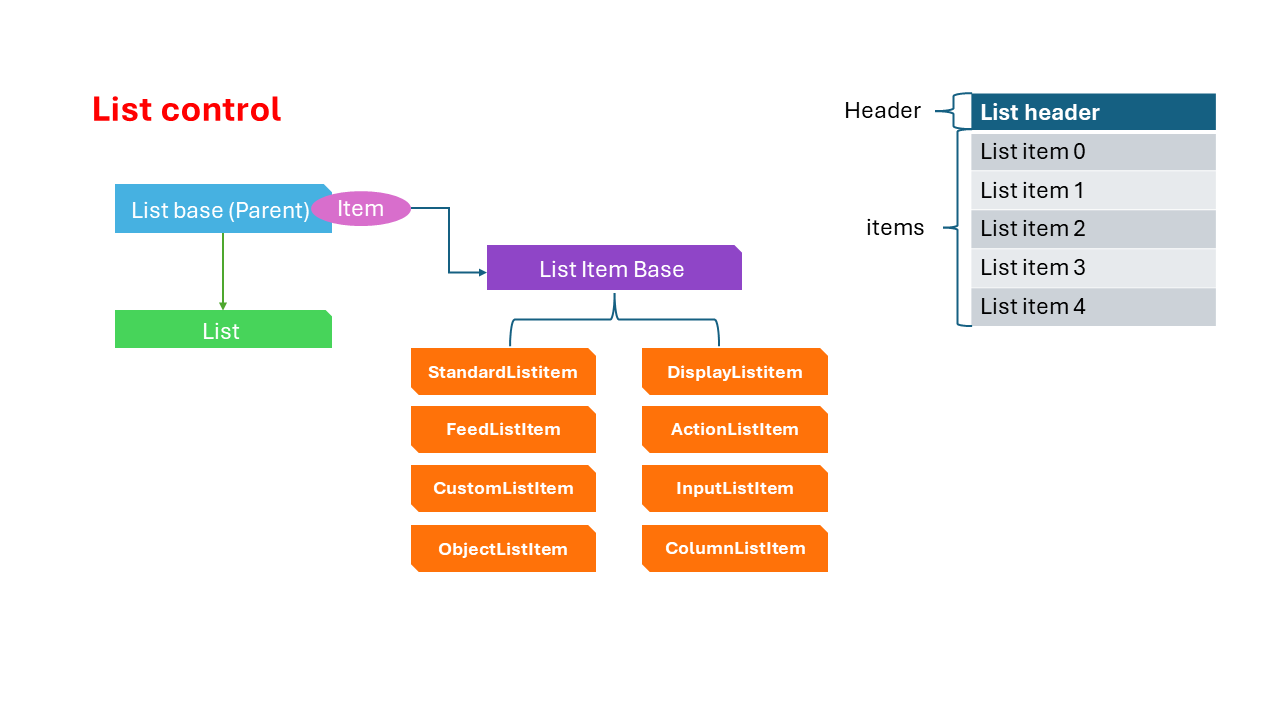 List control
List base (Parent)
Item
List
List Item Base
StandardListitem
DisplayListitem
FeedListItem
ActionListItem
CustomListItem
InputListItem
ObjectListItem
ColumnListItem
Header
List header
items
List item 0
List item 1
List item 2
List item 3
List item 4